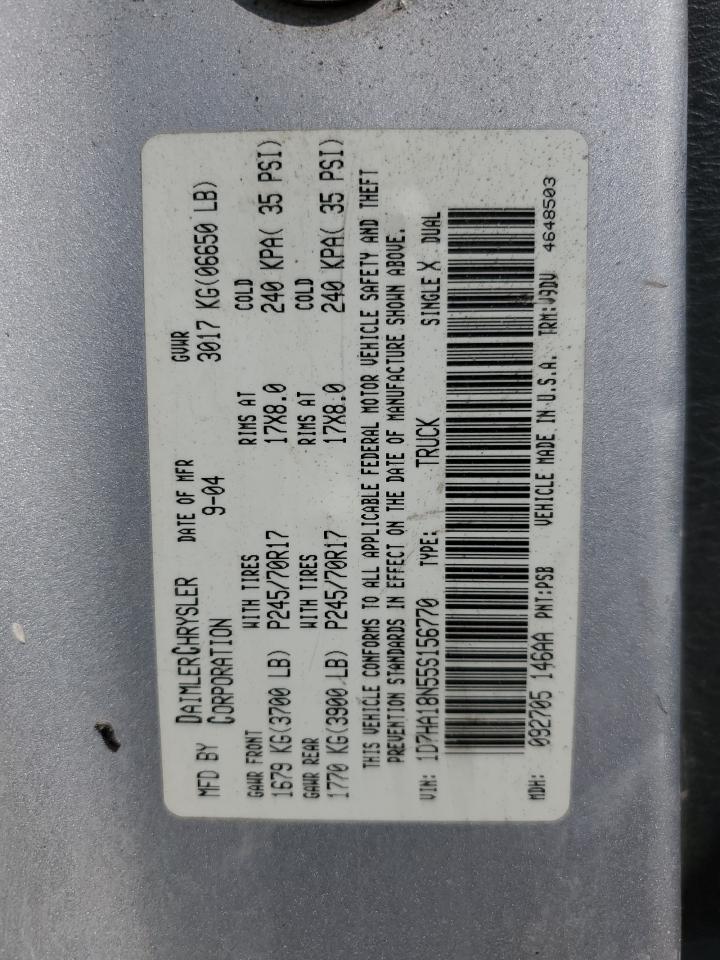 MFD BY DAIMLERCHRYSLER CORPORATION DATE OF MFR 9-04 GVWR 3017 KG(06650 LB)
GAWR FRONT WITH TIRES RIMS AT COLD
1679 KG(3700 LB) P245/70R17 17X8.0 240 KPA( 35 PSI)
GAWR REAR WITH TIRES RIMS AT COLD
1770 KG(3900 LB) P245/70R17 17X8.0 240 KPA( 35 PSI)
THIS VEHICLE CONFORMS TO ALL APPLICABLE FEDERAL MOTOR VEHICLE SAFETY AND THEFT
PREVENTION STANDARDS IN EFFECT ON THE DATE OF MANUFACTURE SHOWN ABOVE.
VIN: 1D7HA18N55S156770 TYPE: TRUCK SINGLE X DUAL
MDH: 092705 146AA PNT:PSB VEHICLE MADE IN U.S.A. TRM:J9DV 4648503